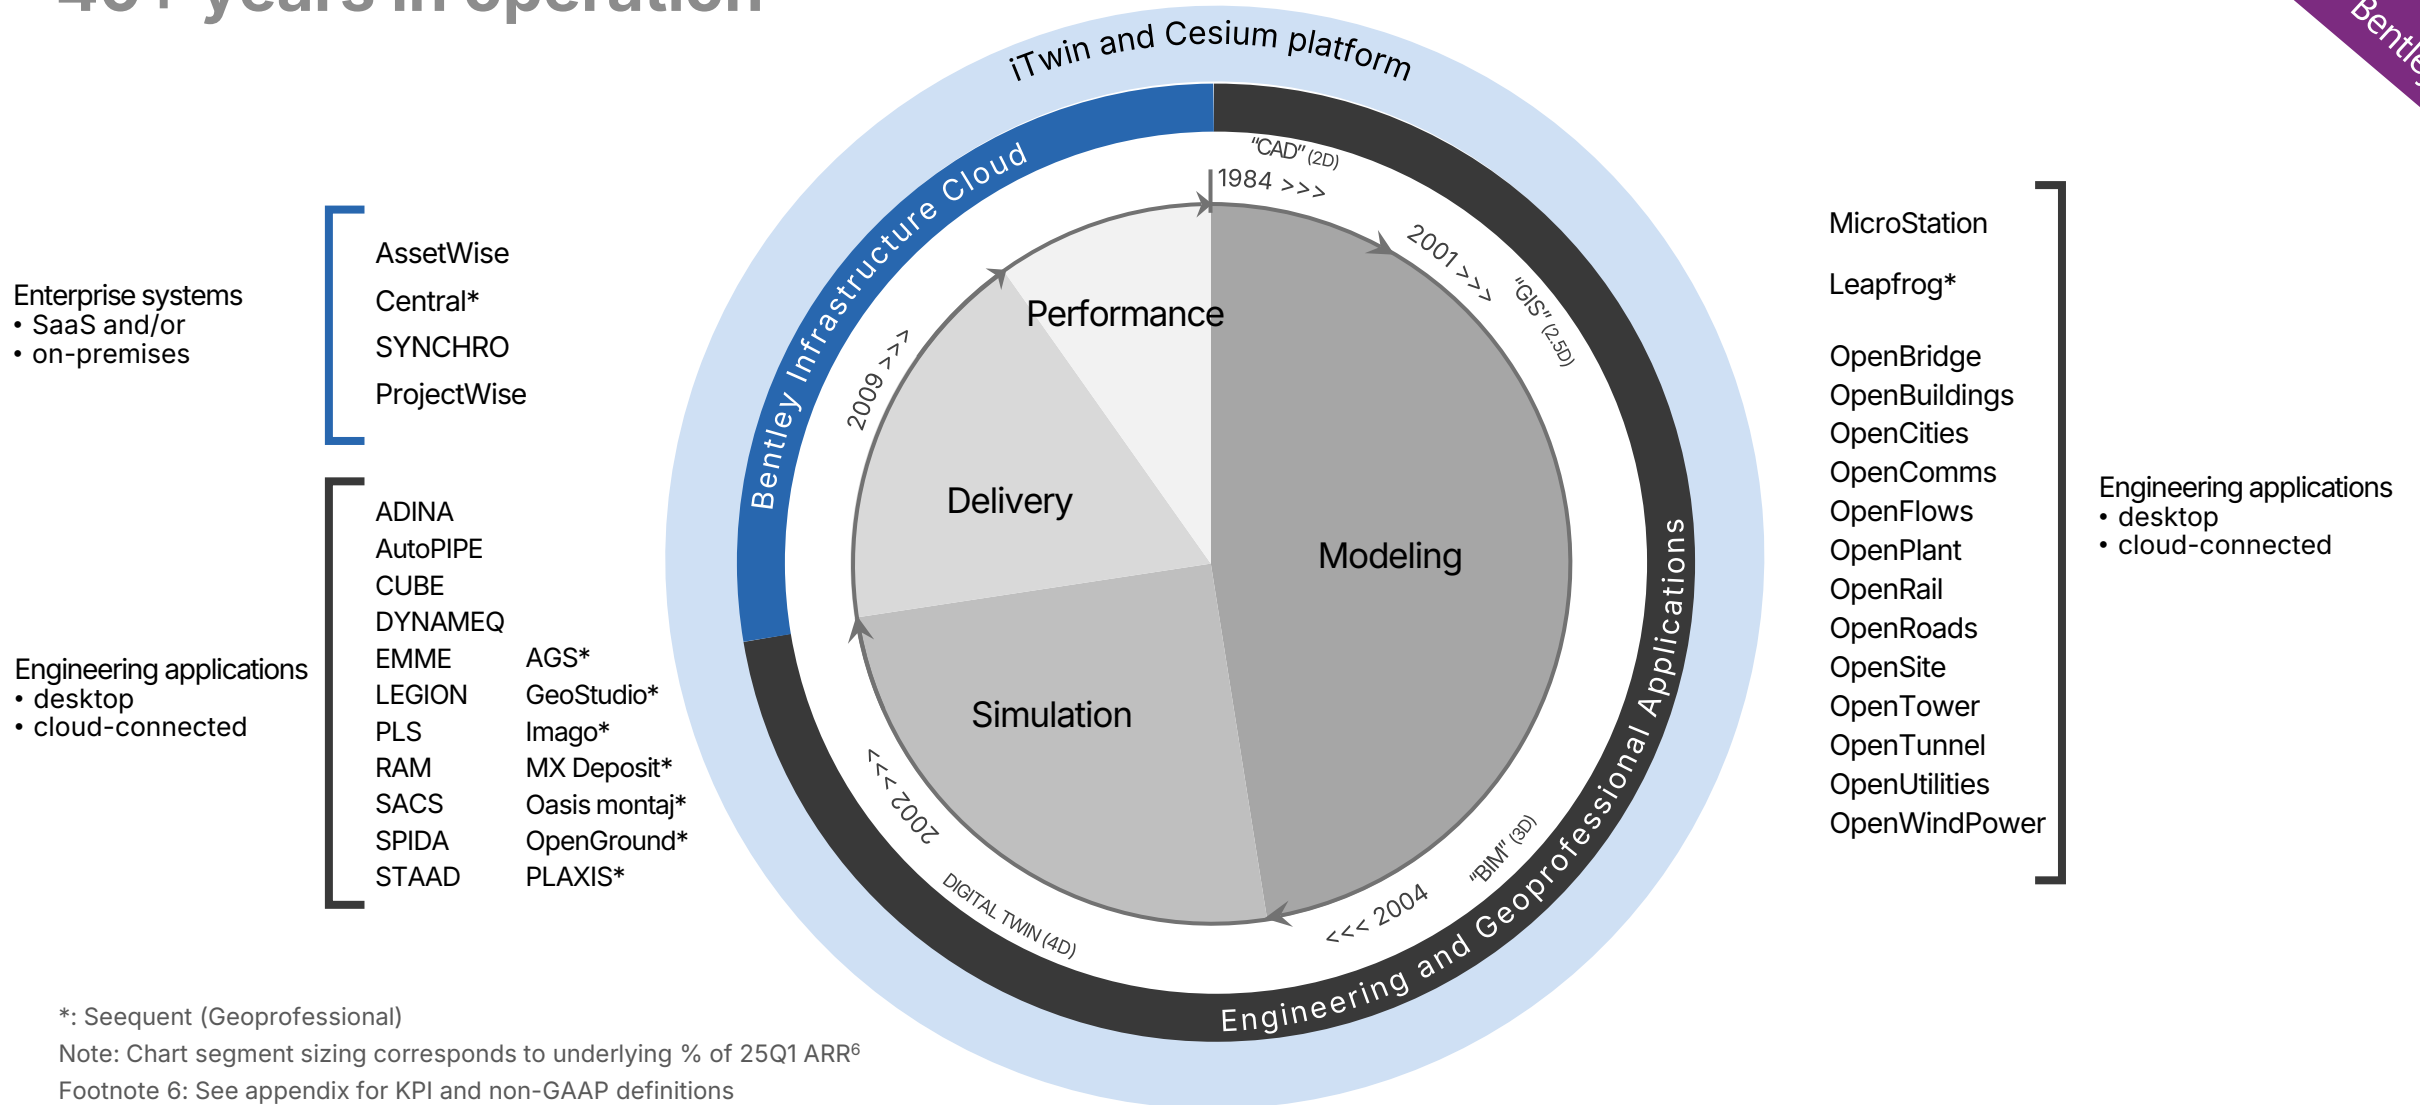 40+ years in operation
Bentley
iTwin and Cesium platform
Bentley Infrastructure Cloud
Engineering and Geoprofessional Applications
"CAD" (2D)
1984 >>>
2001 >>>
"GIS" (2.5D)
"BIM" (3D)
<<< 2004
DIGITAL TWIN (4D)
2002 >>>
2009 >>>
Performance
Delivery
Modeling
Simulation
Enterprise systems
• SaaS and/or
• on-premises
AssetWise
Central*
SYNCHRO
ProjectWise
Engineering applications
• desktop
• cloud-connected
ADINA
AutoPIPE
CUBE
DYNAMEQ
EMME
LEGION
PLS
RAM
SACS
SPIDA
STAAD
AGS*
GeoStudio*
Imago*
MX Deposit*
Oasis montaj*
OpenGround*
PLAXIS*
MicroStation
Leapfrog*
OpenBridge
OpenBuildings
OpenCities
OpenComms
OpenFlows
OpenPlant
OpenRail
OpenRoads
OpenSite
OpenTower
OpenTunnel
OpenUtilities
OpenWindPower
Engineering applications
• desktop
• cloud-connected
*: Seequent (Geoprofessional)
Note: Chart segment sizing corresponds to underlying % of 25Q1 ARR⁶
Footnote 6: See appendix for KPI and non-GAAP definitions